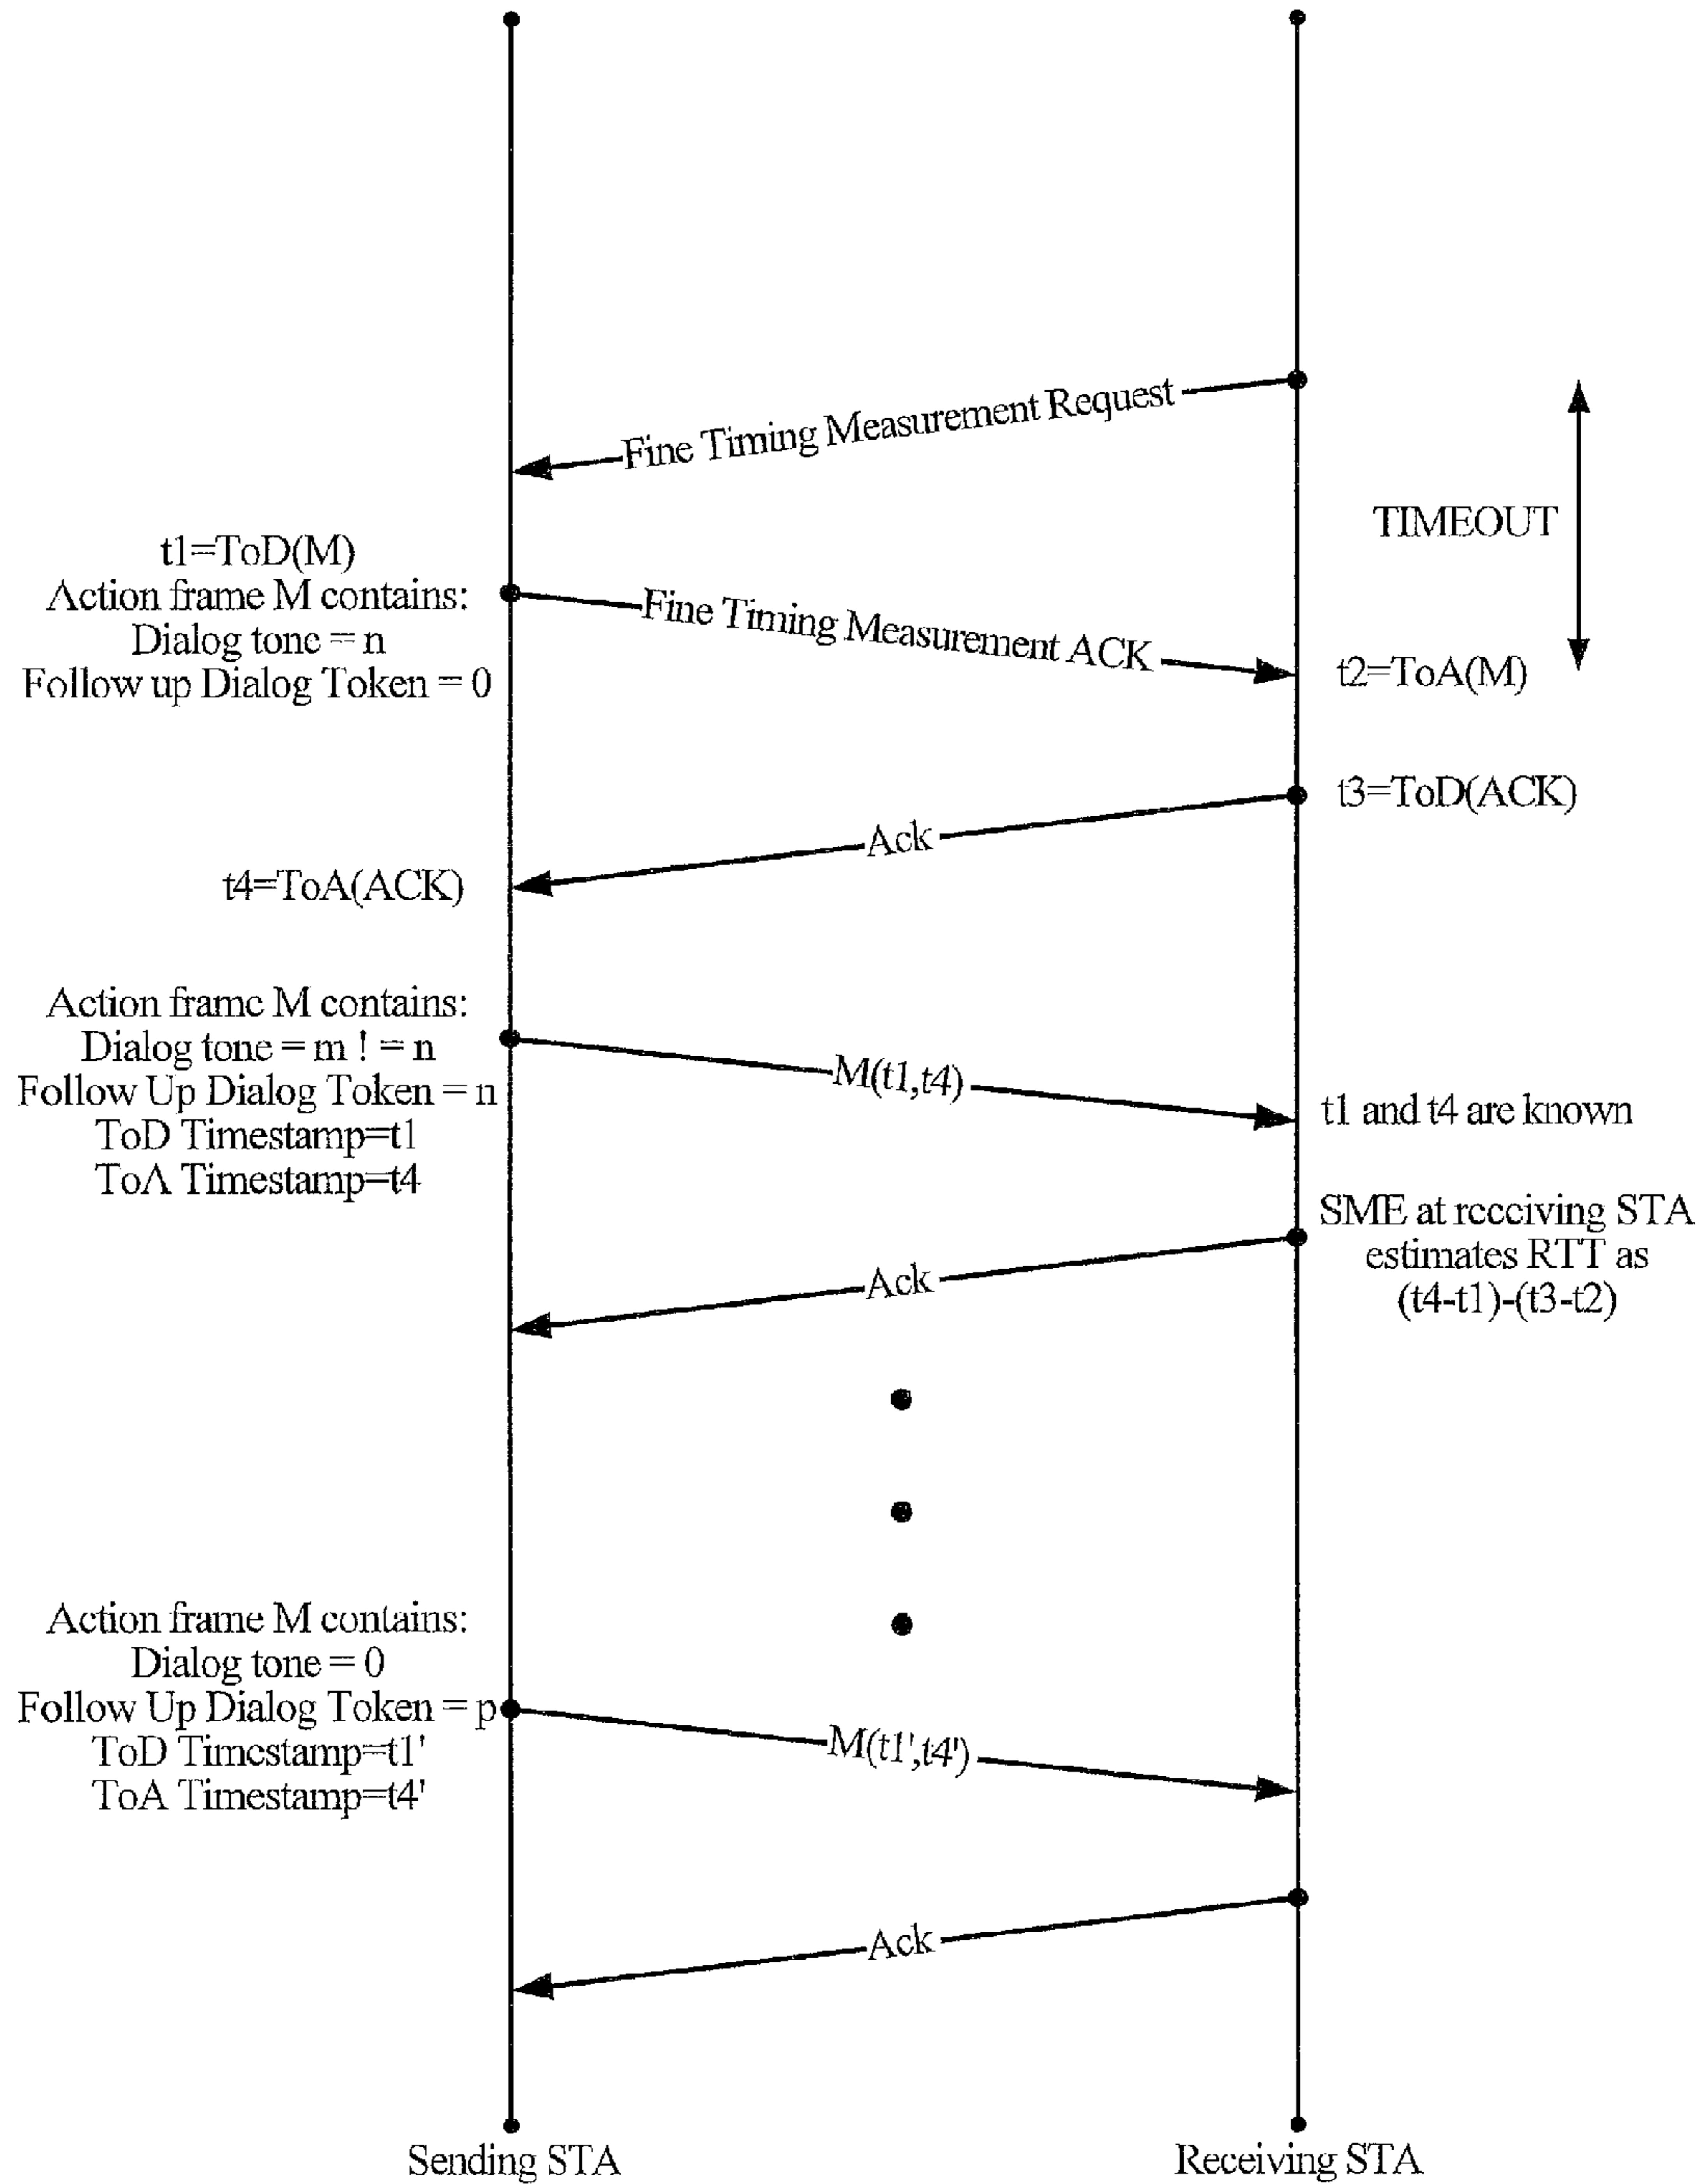 Fine Timing Measurement Request
TIMEOUT
t1=ToD(M)
Action frame M contains:
Dialog tone = n
Follow up Dialog Token = 0
Fine Timing Measurement ACK
t2=ToA(M)
t3=ToD(ACK)
Ack
t4=ToA(ACK)
Action frame M contains:
Dialog tone = m ! = n
Follow Up Dialog Token = n
ToD Timestamp=t1
ToA Timestamp=t4
M(t1,t4)
t1 and t4 are known
SME at receiving STA
estimates RTT as
(t4-t1)-(t3-t2)
Ack
Action frame M contains:
Dialog tone = 0
Follow Up Dialog Token = p
ToD Timestamp=t1'
ToA Timestamp=t4'
M(t1',t4')
Ack
Sending STA
Receiving STA